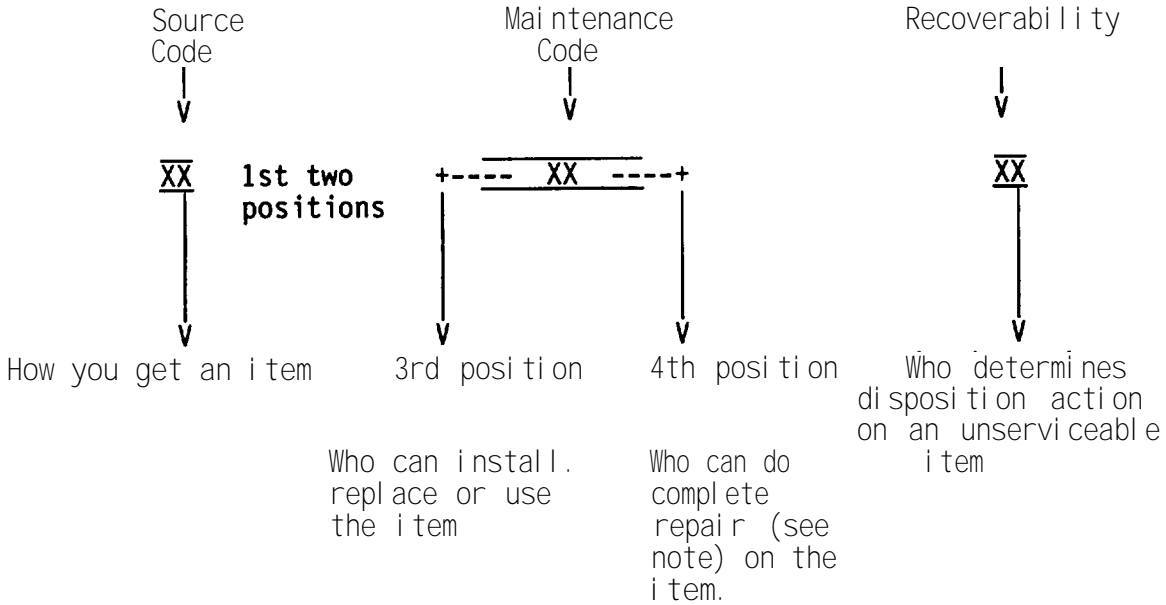 Source
Code
Maintenance
Code
Recoverability
XX
1st two
positions
+---- XX ----+
XX
How you get an item
3rd position
4th position
Who determines
disposition action
on an unserviceable
item
Who can install.
replace or use
the item
Who can do
complete
repair (see
note) on the
item.